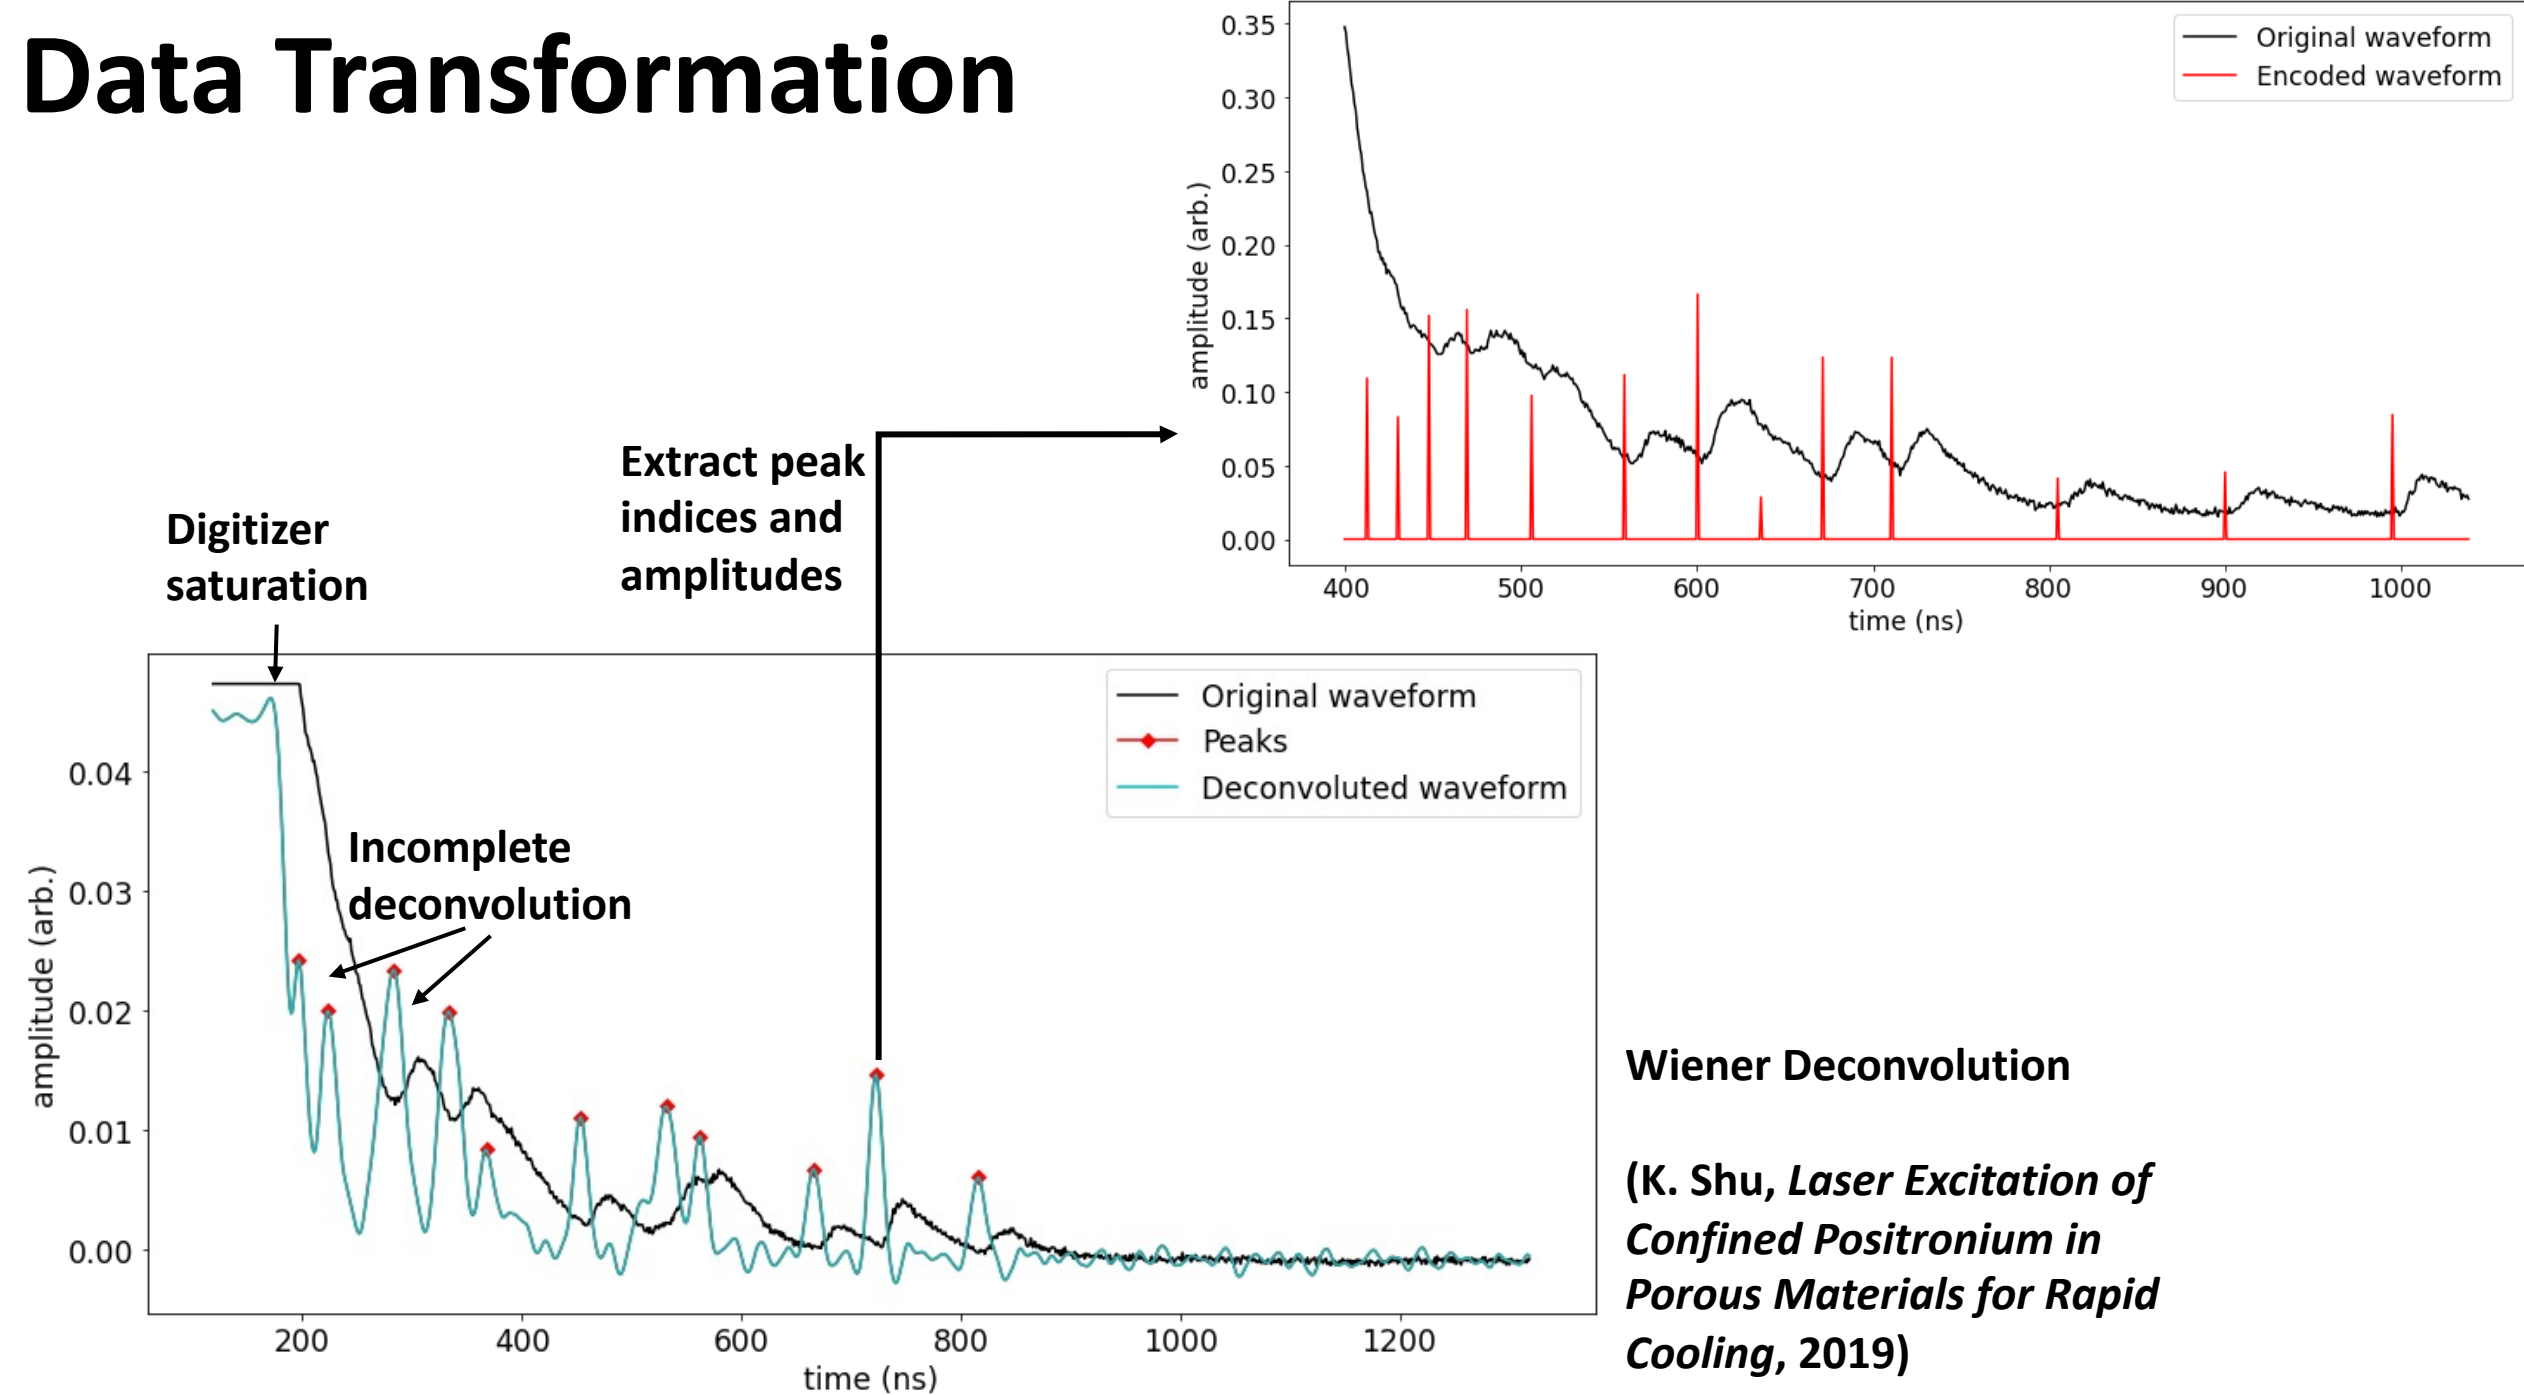 Data Transformation
0.35
0.30
0.25
0.20
0.15
0.10
0.05
0.00
amplitude (arb.)
Original waveform
Encoded waveform
400 500 600 700 800 900 1000
time (ns)
Extract peak
indices and
amplitudes
Digitizer
saturation
Incomplete
deconvolution
Original waveform
Peaks
Deconvoluted waveform
0.04
0.03
0.02
0.01
0.00
amplitude (arb.)
200 400 600 800 1000 1200
time (ns)
Wiener Deconvolution
(K. Shu, Laser Excitation of
Confined Positronium in
Porous Materials for Rapid
Cooling, 2019)